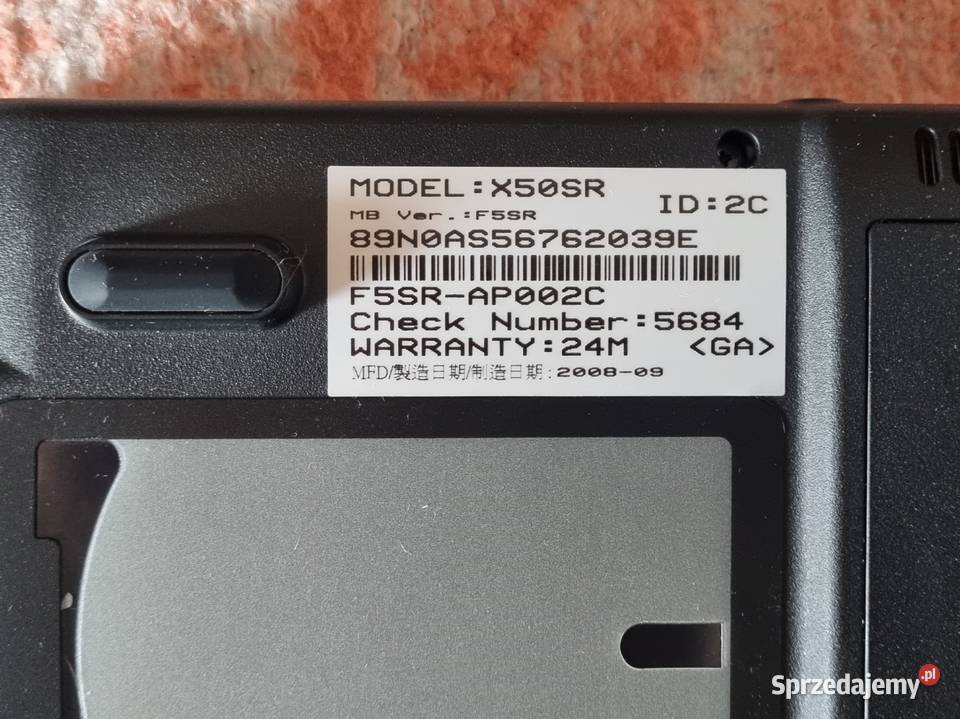 MODEL:X50SR
ID:2C
MB Ver.:F5SR
89N0AS56762039E
F5SR-AP002C
Check Number:5684
WARRANTY:24M <GA>
MFD/製造日期/制造日期:2008-09
Sprzedajemy.pl